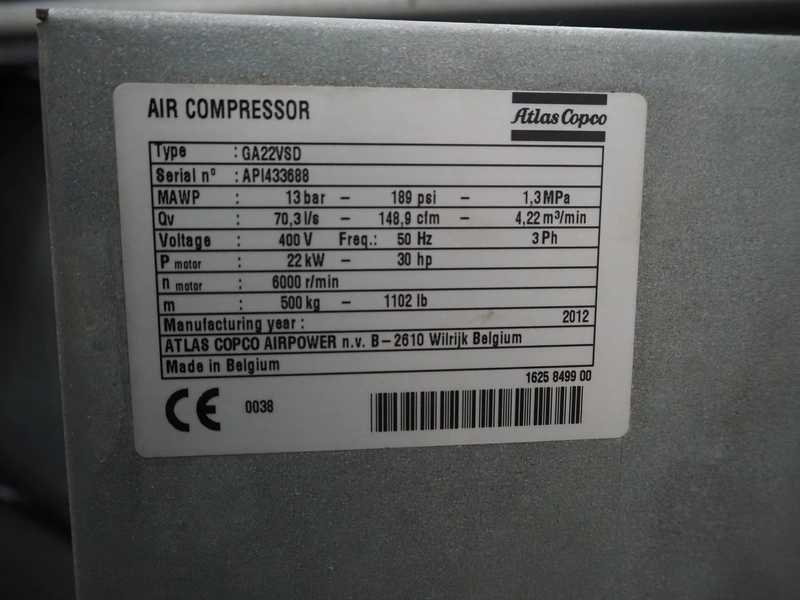 AIR COMPRESSOR
Atlas Copco
Type : GA22VSD
Serial nº : API433688
MAWP : 13 bar – 189 psi – 1,3 MPa
Qv : 70,3 l/s – 148,9 cfm – 4,22 m³/min
Voltage : 400 V Freq.: 50 Hz 3 Ph
P motor : 22 kW – 30 hp
n motor : 6000 r/min
m : 500 kg – 1102 lb
Manufacturing year : 2012
ATLAS COPCO AIRPOWER n.v. B–2610 Wilrijk Belgium
Made in Belgium
1625 8499 00
CE 0038